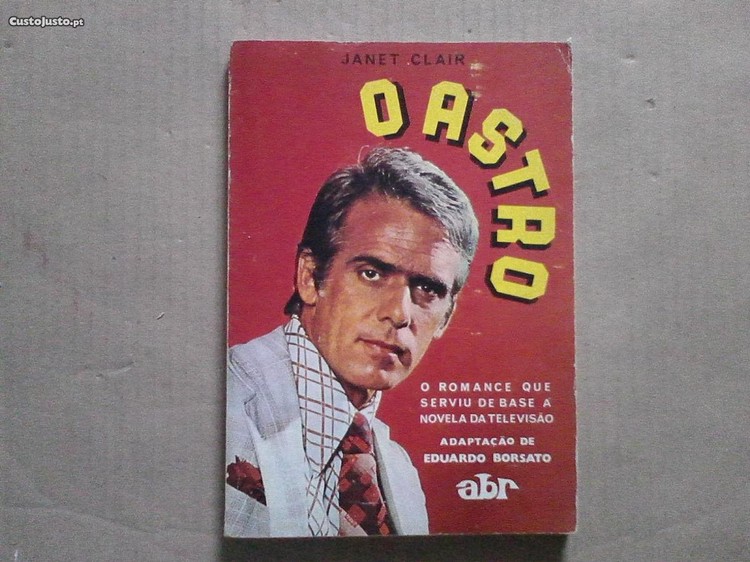 CustoJusto.pt
JANET CLAIR
O ASTRO
O ROMANCE QUE
SERVIU DE BASE A
NOVELA DA TELEVISÃO
ADAPTAÇÃO DE
EDUARDO BORSATO
abr